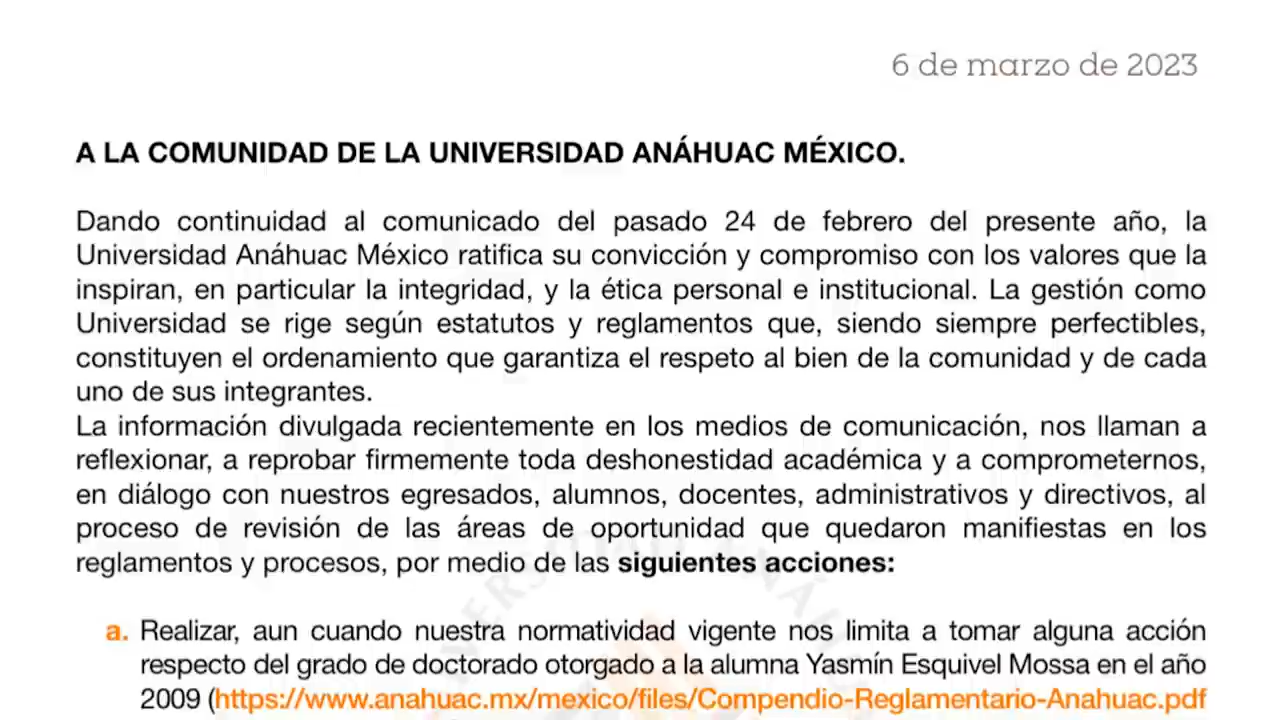 6 de marzo de 2023
A LA COMUNIDAD DE LA UNIVERSIDAD ANÁHUAC MÉXICO.
Dando continuidad al comunicado del pasado 24 de febrero del presente año, la
Universidad Anáhuac México ratifica su convicción y compromiso con los valores que la
inspiran, en particular la integridad, y la ética personal e institucional. La gestión como
Universidad se rige según estatutos y reglamentos que, siendo siempre perfectibles,
constituyen el ordenamiento que garantiza el respeto al bien de la comunidad y de cada
uno de sus integrantes.
La información divulgada recientemente en los medios de comunicación, nos llaman a
reflexionar, a reprobar firmemente toda deshonestidad académica y a comprometernos,
en diálogo con nuestros egresados, alumnos, docentes, administrativos y directivos, al
proceso de revisión de las áreas de oportunidad que quedaron manifiestas en los
reglamentos y procesos, por medio de las siguientes acciones:
a. Realizar, aun cuando nuestra normatividad vigente nos limita a tomar alguna acción
respecto del grado de doctorado otorgado a la alumna Yasmín Esquivel Mossa en el año
2009 (https://www.anahuac.mx/mexico/files/Compendio-Reglamentario-Anahuac.pdf